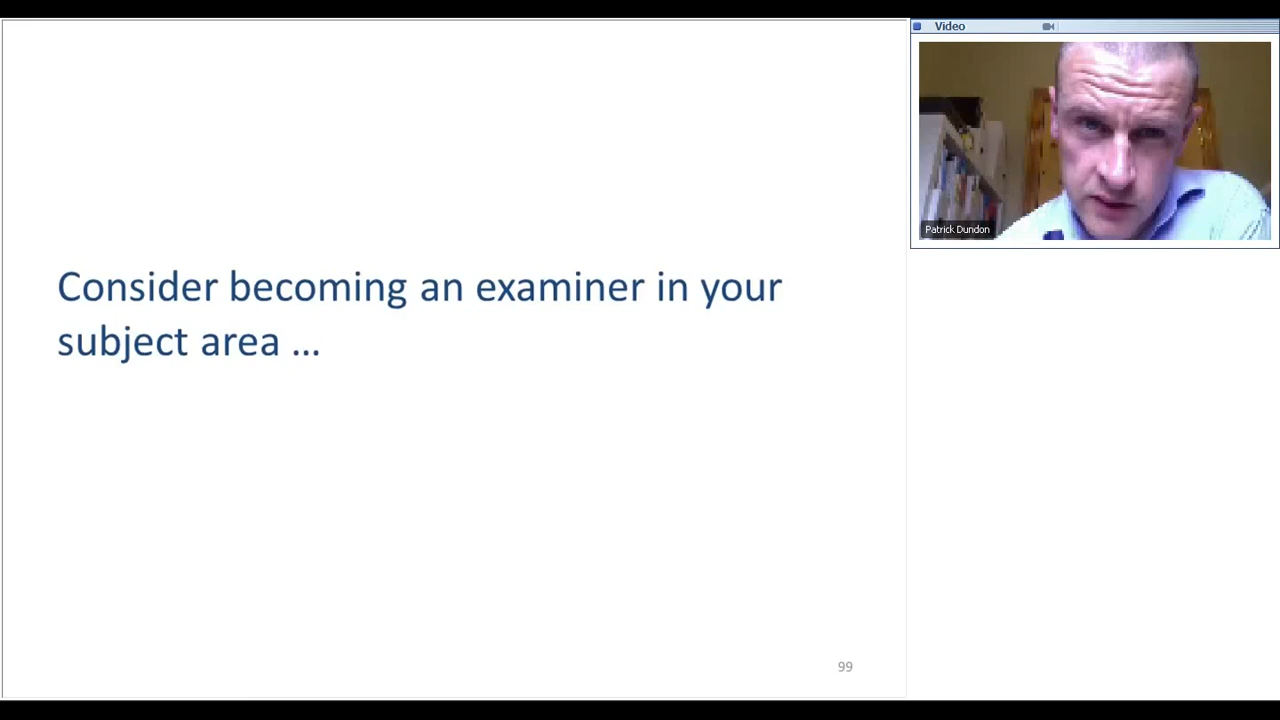 Video
Patrick Dundon
Consider becoming an examiner in your
subject area ...
99